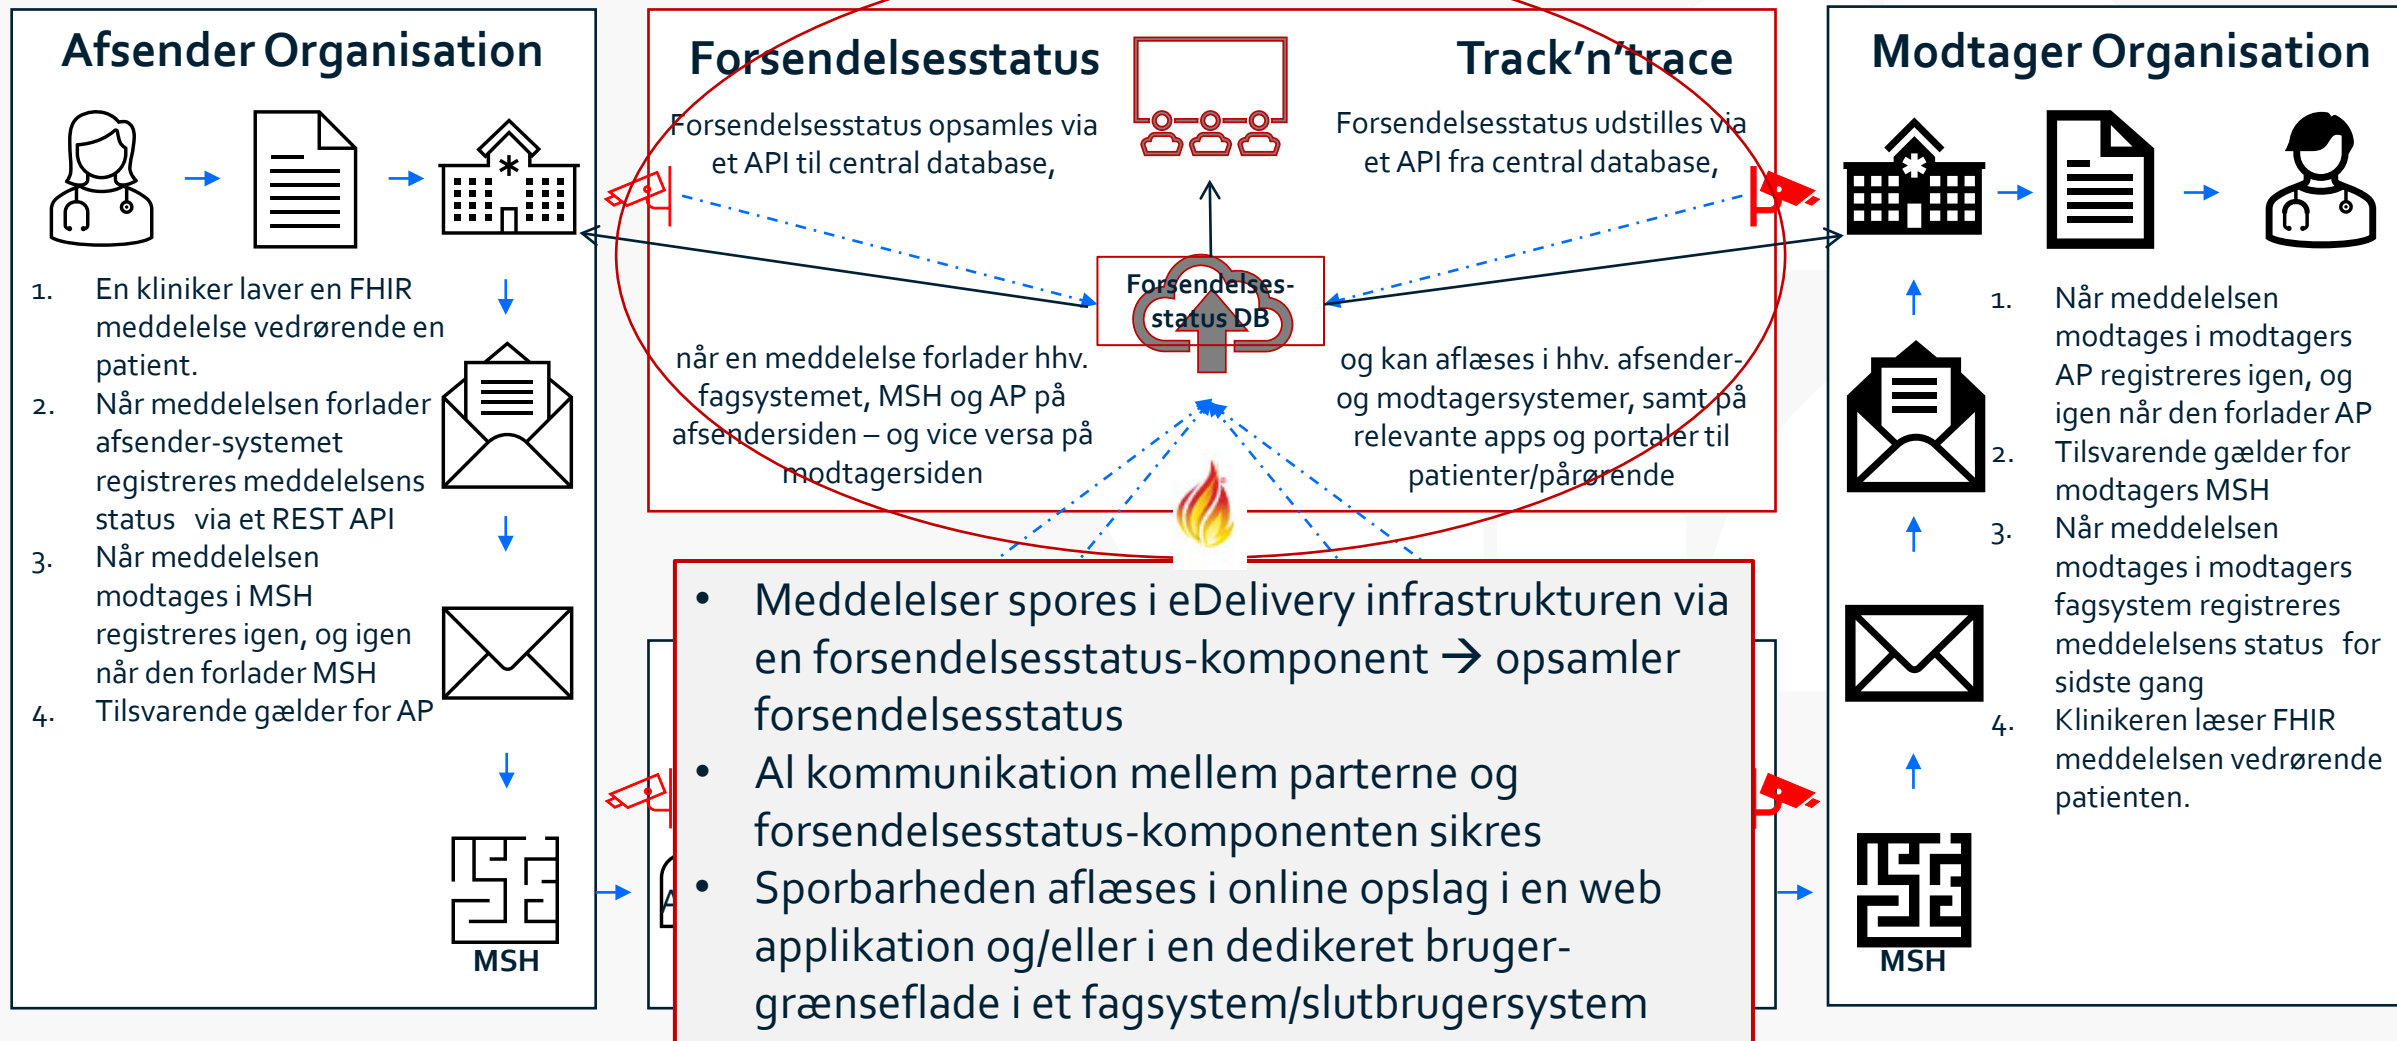 Afsender Organisation
1. En kliniker laver en FHIR
meddelelse vedrørende en
patient.
2. Når meddelelsen forlader
afsender-systemet
registreres meddelelsens
status via et REST API
3. Når meddelelsen
modtages i MSH
registreres igen, og igen
når den forlader MSH
4. Tilsvarende gælder for AP
MSH
Forsendelsesstatus
Forsendelsesstatus opsamles via
et API til central database,
når en meddelelse forlader hhv.
fagsystemet, MSH og AP på
afsendersiden – og vice versa på
modtagersiden
Forsendelses-
status DB
Track’n’trace
Forsendelsesstatus udstilles via
et API fra central database,
og kan aflæses i hhv. afsender-
og modtagersystemer, samt på
relevante apps og portaler til
patienter/pårørende
• Meddelelser spores i eDelivery infrastrukturen via
en forsendelsesstatus-komponent → opsamler
forsendelsesstatus
• Al kommunikation mellem parterne og
forsendelsesstatus-komponenten sikres
• Sporbarheden aflæses i online opslag i en web
applikation og/eller i en dedikeret bruger-
grænseflade i et fagsystem/slutbrugersystem
Modtager Organisation
1. Når meddelelsen
modtages i modtagers
AP registreres igen, og
igen når den forlader AP
2. Tilsvarende gælder for
modtagers MSH
3. Når meddelelsen
modtages i modtagers
fagsystem registreres
meddelelsens status for
sidste gang
4. Klinikeren læser FHIR
meddelelsen vedrørende
patienten.
MSH